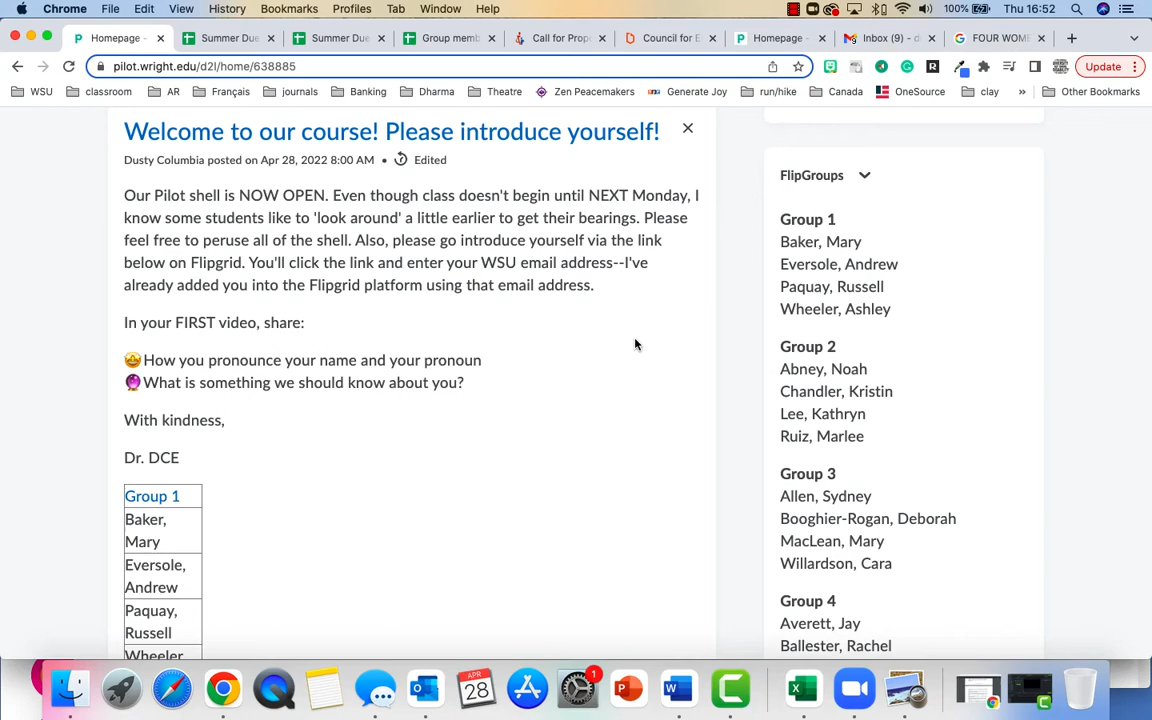 Chrome File Edit View History Bookmarks Profiles Tab Window Help 100% Thu 16:52
Homepage - Summer Due Summer Due Group memb Call for Propo Council for E Homepage - Inbox (9) - d FOUR WOM
pilot.wright.edu/d2l/home/638885 Update
WSU classroom AR Français journals Banking Dharma Theatre Zen Peacemakers Generate Joy run/hike Canada OneSource clay » Other Bookmarks
Welcome to our course! Please introduce yourself!
Dusty Columbia posted on Apr 28, 2022 8:00 AM • Edited
Our Pilot shell is NOW OPEN. Even though class doesn't begin until NEXT Monday, I
know some students like to 'look around' a little earlier to get their bearings. Please
feel free to peruse all of the shell. Also, please go introduce yourself via the link
below on Flipgrid. You'll click the link and enter your WSU email address--I've
already added you into the Flipgrid platform using that email address.
In your FIRST video, share:
🤩How you pronounce your name and your pronoun
🔮What is something we should know about you?
With kindness,
Dr. DCE
Group 1
Baker,
Mary
Eversole,
Andrew
Paquay,
Russell
Wheeler
FlipGroups
Group 1
Baker, Mary
Eversole, Andrew
Paquay, Russell
Wheeler, Ashley
Group 2
Abney, Noah
Chandler, Kristin
Lee, Kathryn
Ruiz, Marlee
Group 3
Allen, Sydney
Booghier-Rogan, Deborah
MacLean, Mary
Willardson, Cara
Group 4
Averett, Jay
Ballester, Rachel
APR
28
1